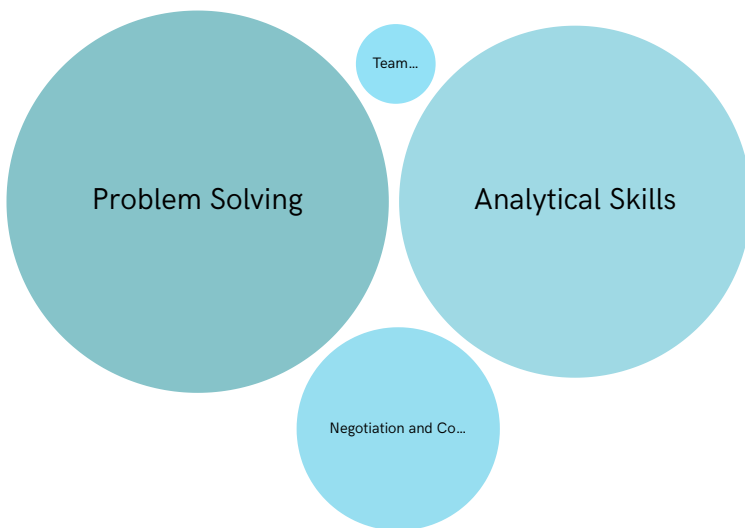 Team…
Problem Solving
Analytical Skills
Negotiation and Co…